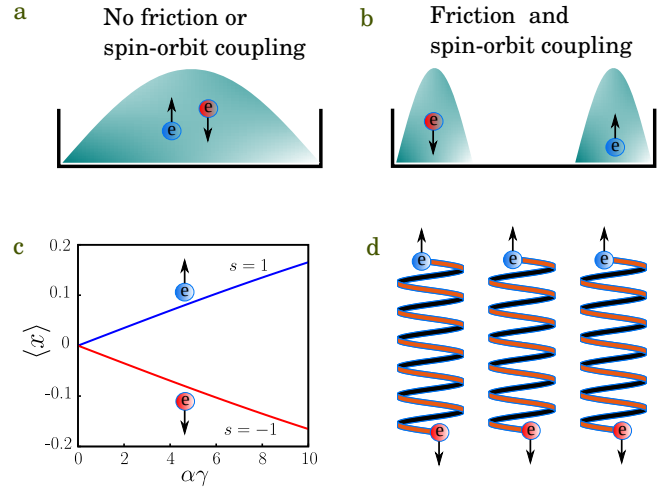 a
No friction or
spin-orbit coupling
e
e
b
Friction and
spin-orbit coupling
e
e
c
0.2
0.1
0
-0.1
-0.2
⟨x⟩
s = 1
e
e
s = −1
0
2
4
6
8
10
αγ
d
e
e
e
e
e
e